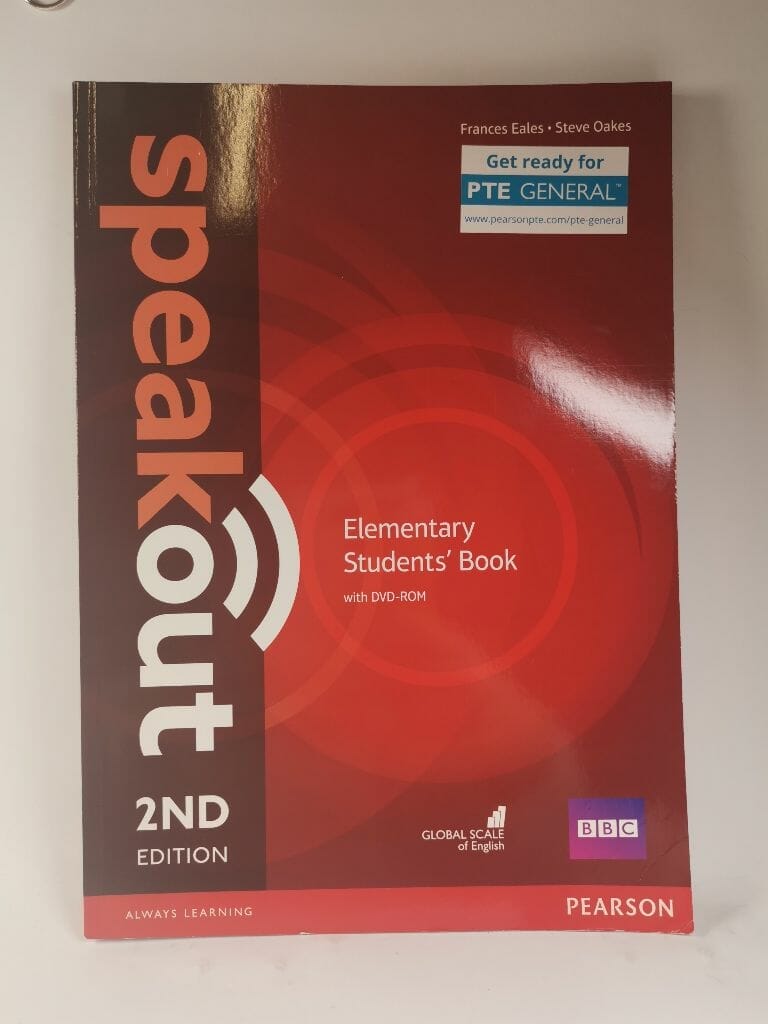 speakout
2ND
EDITION
Frances Eales • Steve Oakes
Get ready for
PTE GENERAL™
www.pearsonpte.com/pte-general
Elementary
Students' Book
with DVD-ROM
GLOBAL SCALE
of English
BBC
ALWAYS LEARNING
PEARSON